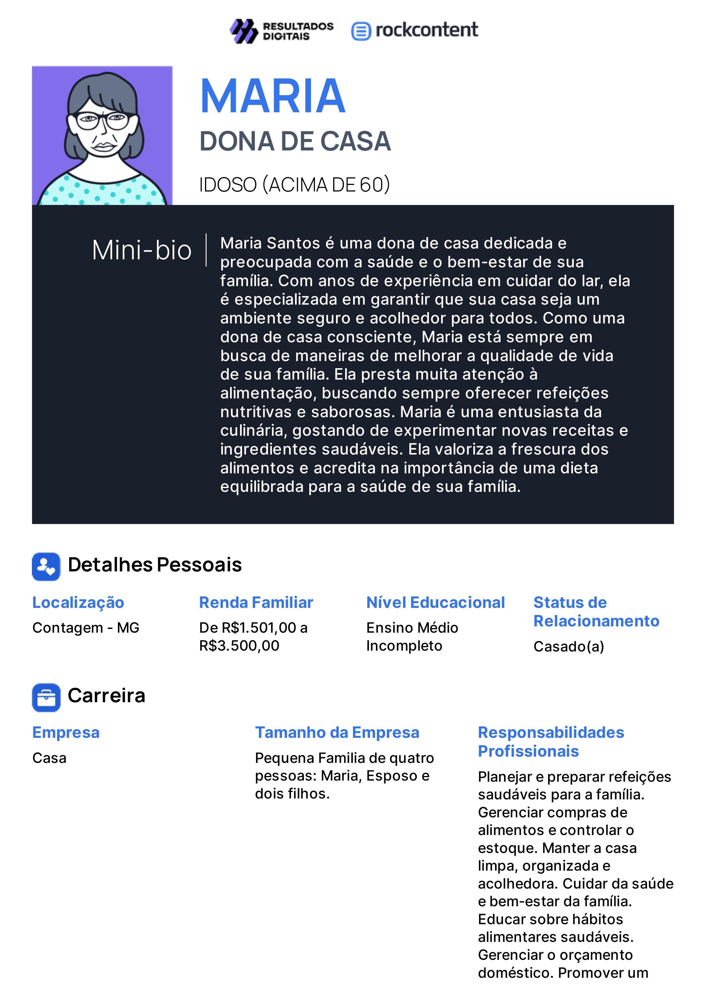 RESULTADOS
DIGITAIS
rockcontent
MARIA
DONA DE CASA
IDOSO (ACIMA DE 60)
Mini-bio
Maria Santos é uma dona de casa dedicada e
preocupada com a saúde e o bem-estar de sua
família. Com anos de experiência em cuidar do lar, ela
é especializada em garantir que sua casa seja um
ambiente seguro e acolhedor para todos. Como uma
dona de casa consciente, Maria está sempre em
busca de maneiras de melhorar a qualidade de vida
de sua família. Ela presta muita atenção à
alimentação, buscando sempre oferecer refeições
nutritivas e saborosas. Maria é uma entusiasta da
culinária, gostando de experimentar novas receitas e
ingredientes saudáveis. Ela valoriza a frescura dos
alimentos e acredita na importância de uma dieta
equilibrada para a saúde de sua família.
Detalhes Pessoais
Localização
Contagem - MG
Renda Familiar
De R$1.501,00 a
R$3.500,00
Nível Educacional
Ensino Médio
Incompleto
Status de
Relacionamento
Casado(a)
Carreira
Empresa
Casa
Tamanho da Empresa
Pequena Familia de quatro
pessoas: Maria, Esposo e
dois filhos.
Responsabilidades
Profissionais
Planejar e preparar refeições
saudáveis para a família.
Gerenciar compras de
alimentos e controlar o
estoque. Manter a casa
limpa, organizada e
acolhedora. Cuidar da saúde
e bem-estar da família.
Educar sobre hábitos
alimentares saudáveis.
Gerenciar o orçamento
doméstico. Promover um